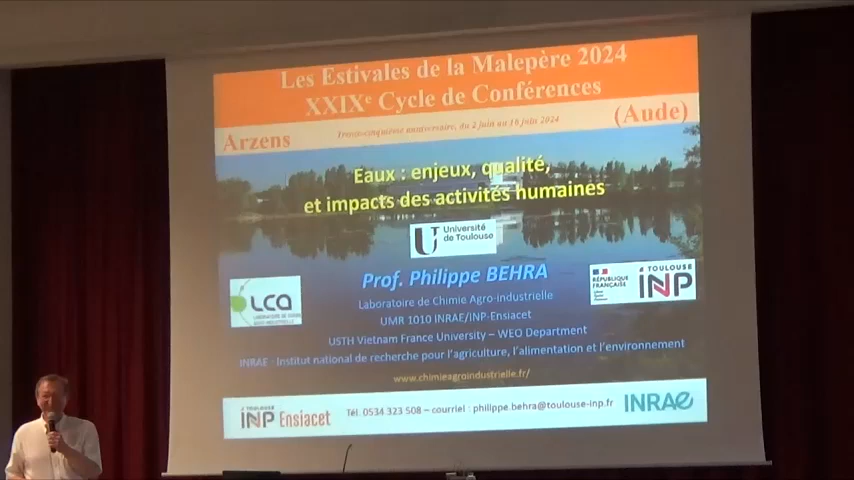 Les Estivales de la Malepère 2024
XXIXe Cycle de Conférences
Arzens
Trentecinquième anniversaire, du 2 juin au 16 juin 2024
(Aude)
Eaux : enjeux, qualité,
et impacts des activités humaines
Université
de Toulouse
Prof. Philippe BEHRA
LCA
Laboratoire de Chimie Agro-industrielle
RÉPUBLIQUE
FRANÇAISE
TOULOUSE
INP
UMR 1010 INRAE/INP-Ensiacet
USTH Vietnam France University – WEO Department
INRAE - Institut national de recherche pour l'agriculture, l'alimentation et l'environnement
www.chimieagroindustrielle.fr/
TOULOUSE
INP Ensiacet
Tél. 0534 323 508 – courriel : philippe.behra@toulouse-inp.fr
INRAE